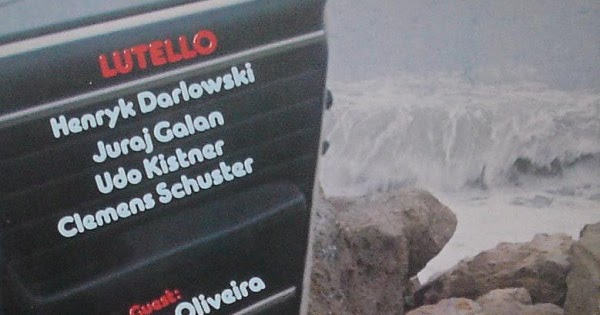 LUTELLO
Henryk Darlowski
Juraj Galan
Udo Kistner
Clemens Schuster
Guest:
Oliveira